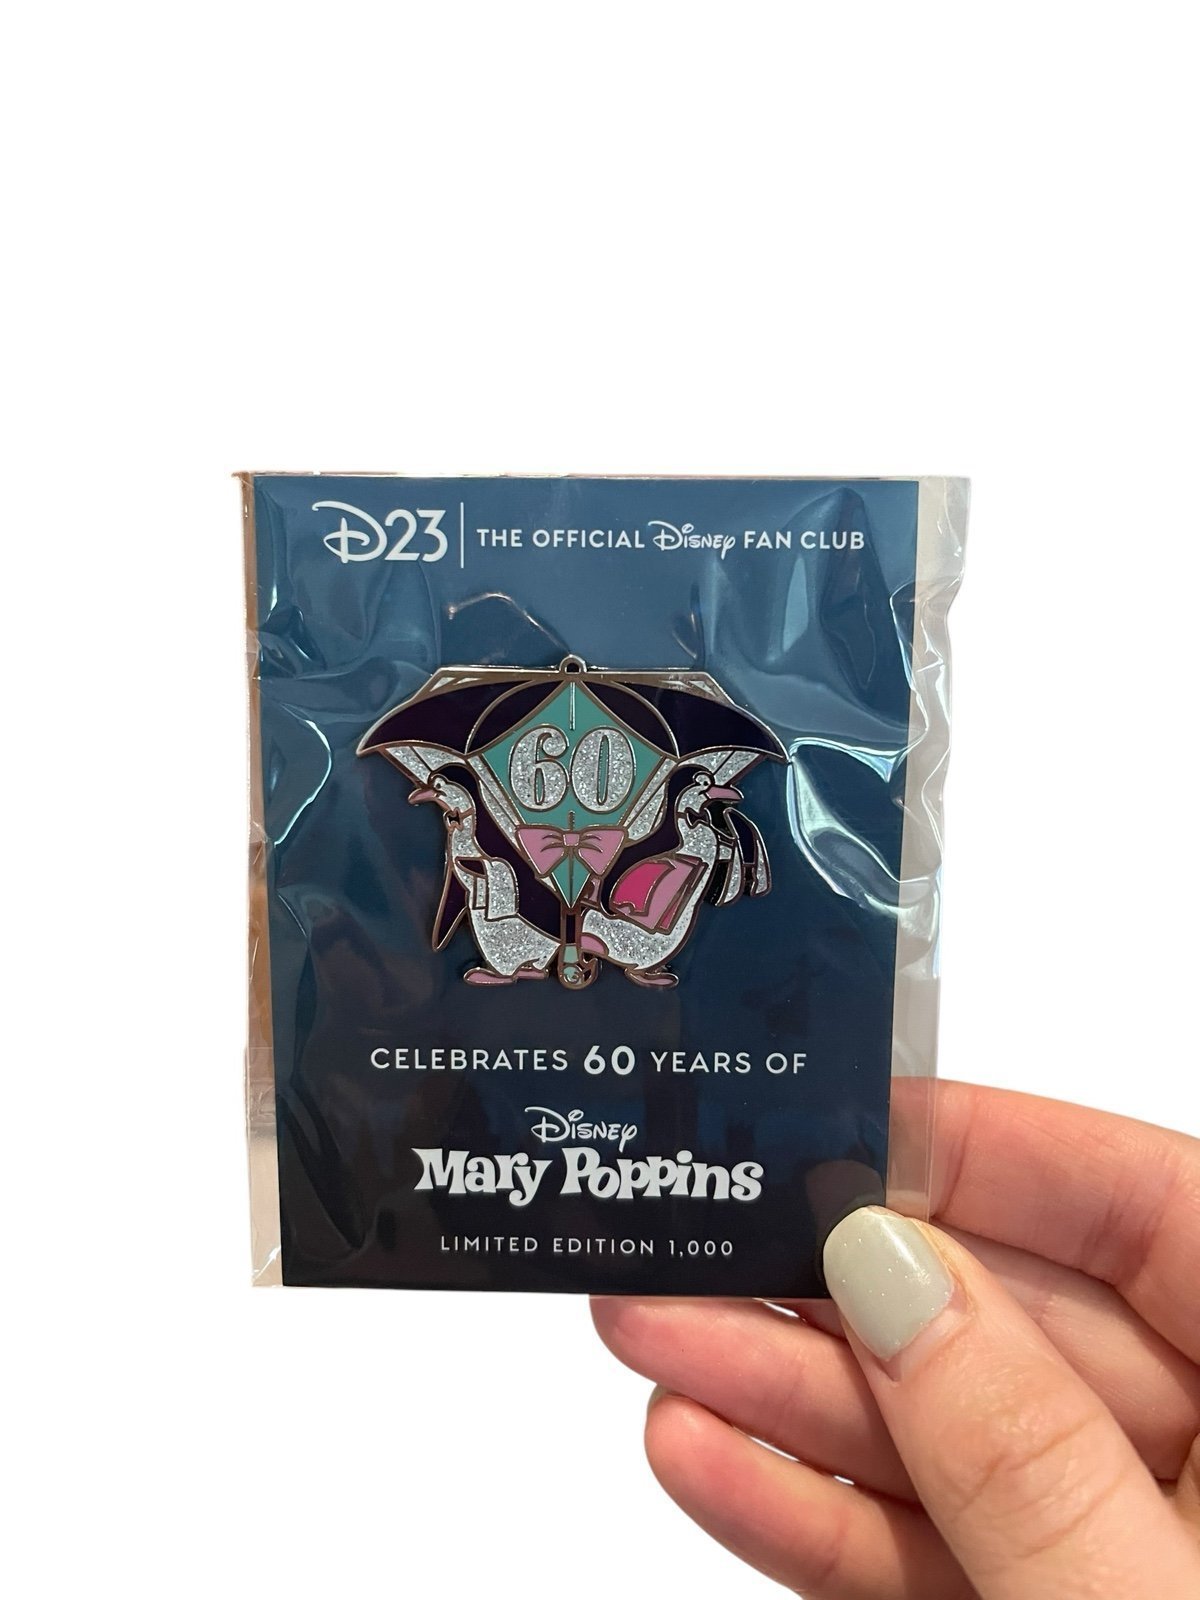 D23 | THE OFFICIAL Disney FAN CLUB
60
CELEBRATES 60 YEARS OF
Disney
Mary Poppins
LIMITED EDITION 1,000